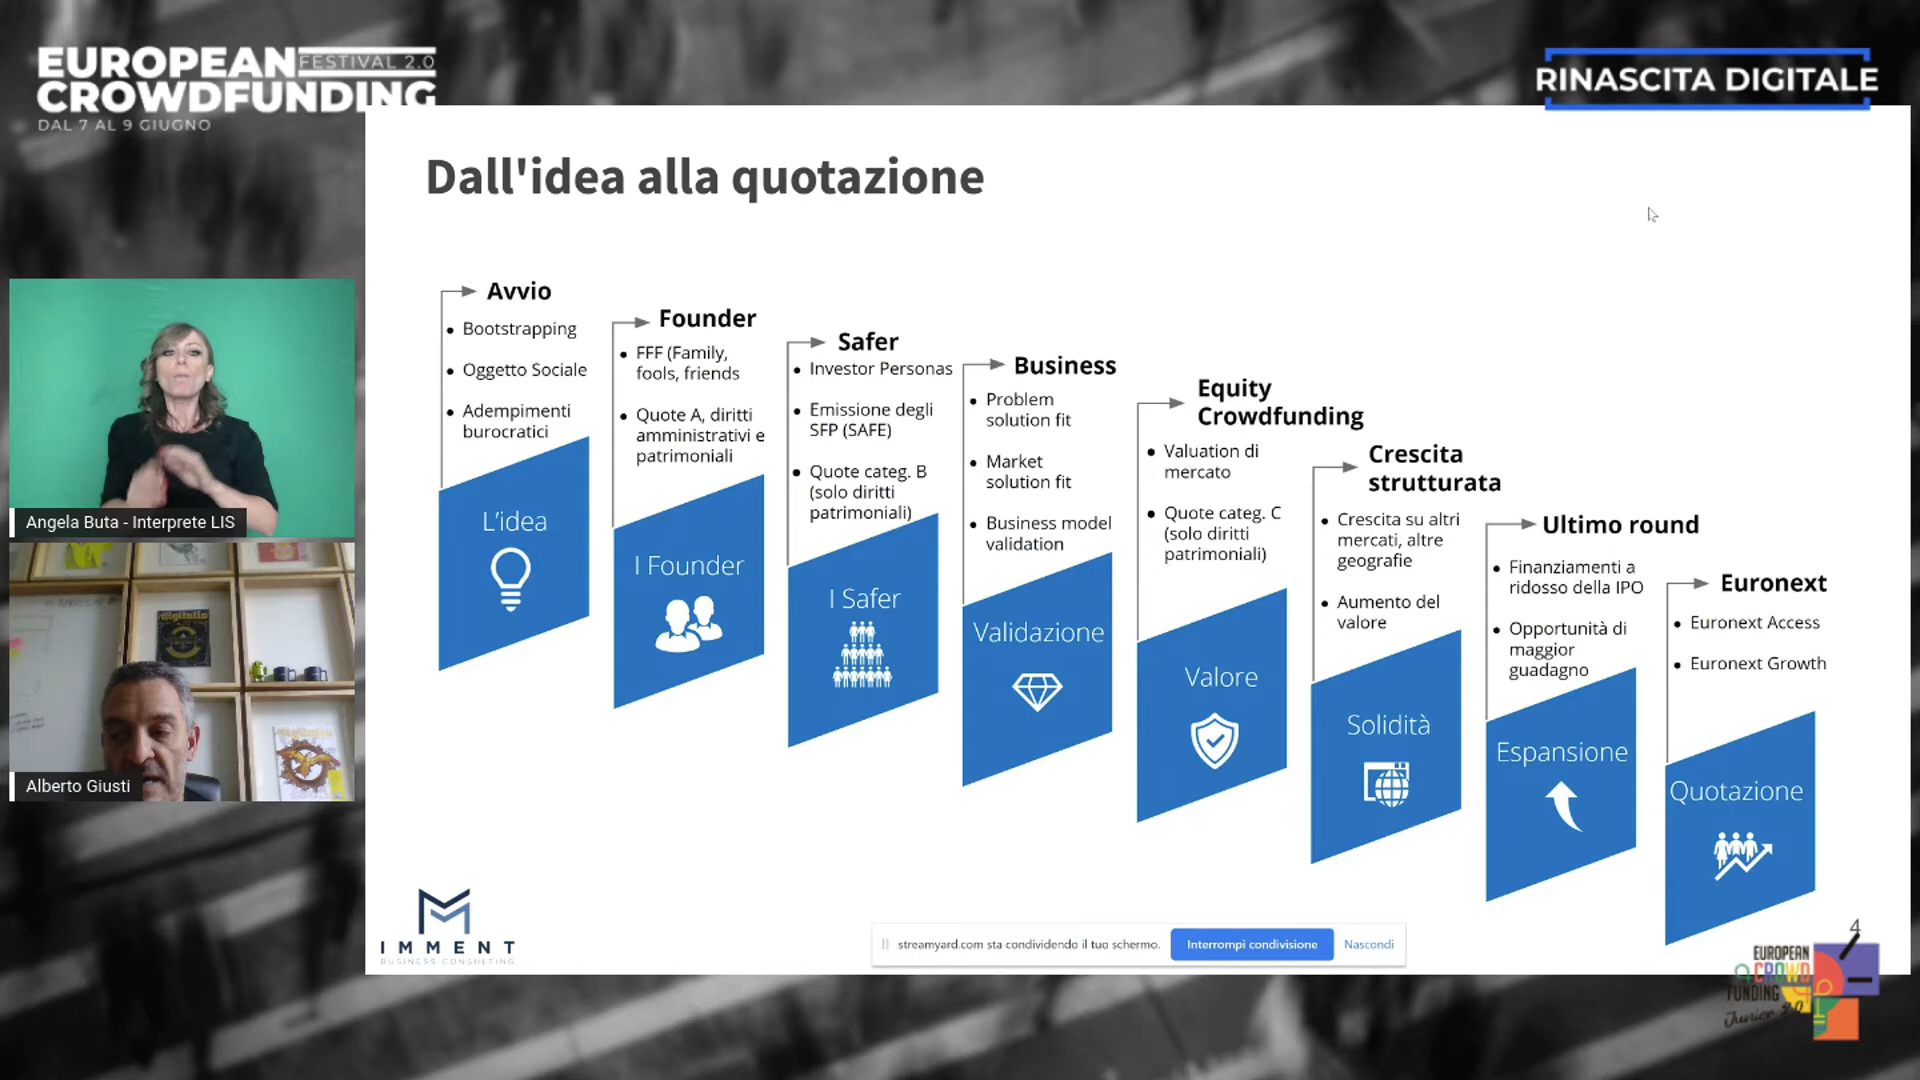 EUROPEAN FESTIVAL 2.0
CROWDFUNDING
DAL 7 AL 9 GIUGNO
RINASCITA DIGITALE
Dall'idea alla quotazione
Avvio
• Bootstrapping
• Oggetto Sociale
• Adempimenti
burocratici
L'idea
Founder
• FFF (Family,
fools, friends
• Quote A, diritti
amministrativi e
patrimoniali
I Founder
Safer
• Investor Personas
• Emissione degli
SFP (SAFE)
• Quote categ. B
(solo diritti
patrimoniali)
I Safer
Business
• Problem
solution fit
• Market
solution fit
• Business model
validation
Validazione
Equity
Crowdfunding
• Valuation di
mercato
• Quote categ. C
(solo diritti
patrimoniali)
Valore
Crescita
strutturata
• Crescita su altri
mercati, altre
geografie
• Aumento del
valore
Solidità
Ultimo round
• Finanziamenti a
ridosso della IPO
• Opportunità di
maggior
guadagno
Espansione
Euronext
• Euronext Access
• Euronext Growth
Quotazione
Angela Buta - Interprete LIS
Alberto Giusti
IMMENT
BUSINESS CONSULTING
streamyard.com sta condividendo il tuo schermo.
Interrompi condivisione
Nascondi
4
EUROPEAN
CROWD
FUNDING
Junior 2.0